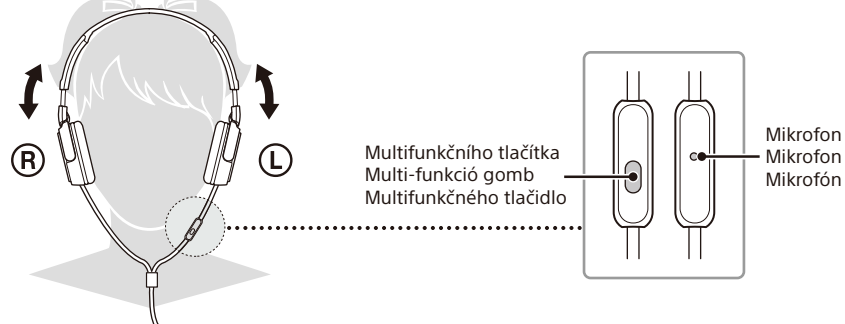 R
L
Multifunkčního tlačítka
Multi-funkció gomb
Multifunkčného tlačidlo
Mikrofon
Mikrofon
Mikrofón